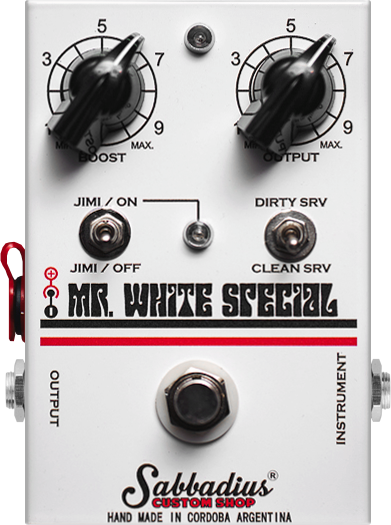 5
3 7
9
MIN. MAX.
BOOST
5
3 7
9
MAX.
OUTPUT
JIMI / ON
DIRTY SRV
JIMI / OFF
CLEAN SRV
MR. WHITE SPECIAL
OUTPUT
INSTRUMENT
Sabbadius®
CUSTOM SHOP
HAND MADE IN CORDOBA ARGENTINA